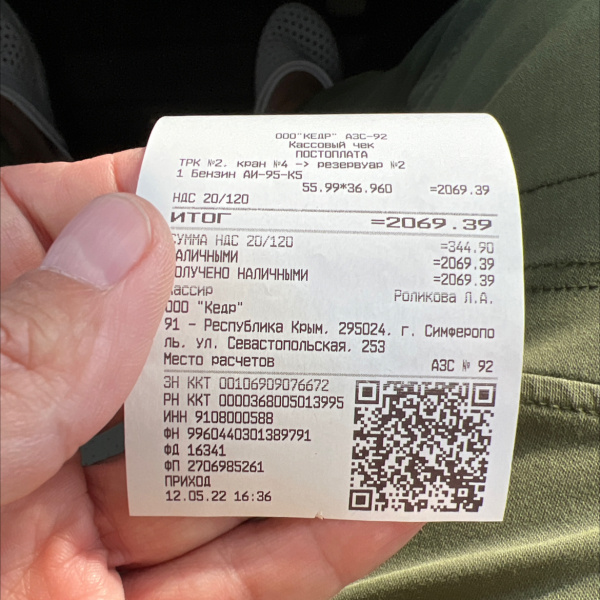 ООО"КЕДР" АЗС-92
Кассовый чек
ПОСТОПЛАТА
ТРК №2, кран №4 -> резервуар №2
1 Бензин АИ-95-К5
55.99*36.960 =2069.39
НДС 20/120
ИТОГ =2069.39
СУММА НДС 20/120 =344.90
НАЛИЧНЫМИ =2069.39
ПОЛУЧЕНО НАЛИЧНЫМИ =2069.39
Кассир Роликова Л.А.
ООО "Кедр"
91 - Республика Крым, 295024, г. Симферопо
ль, ул. Севастопольская, 253
Место расчетов АЗС № 92
ЗН ККТ 00106909076672
РН ККТ 0000368005013995
ИНН 9108000588
ФН 9960440301389791
ФД 16341
ФП 2706985261
ПРИХОД
12.05.22 16:36